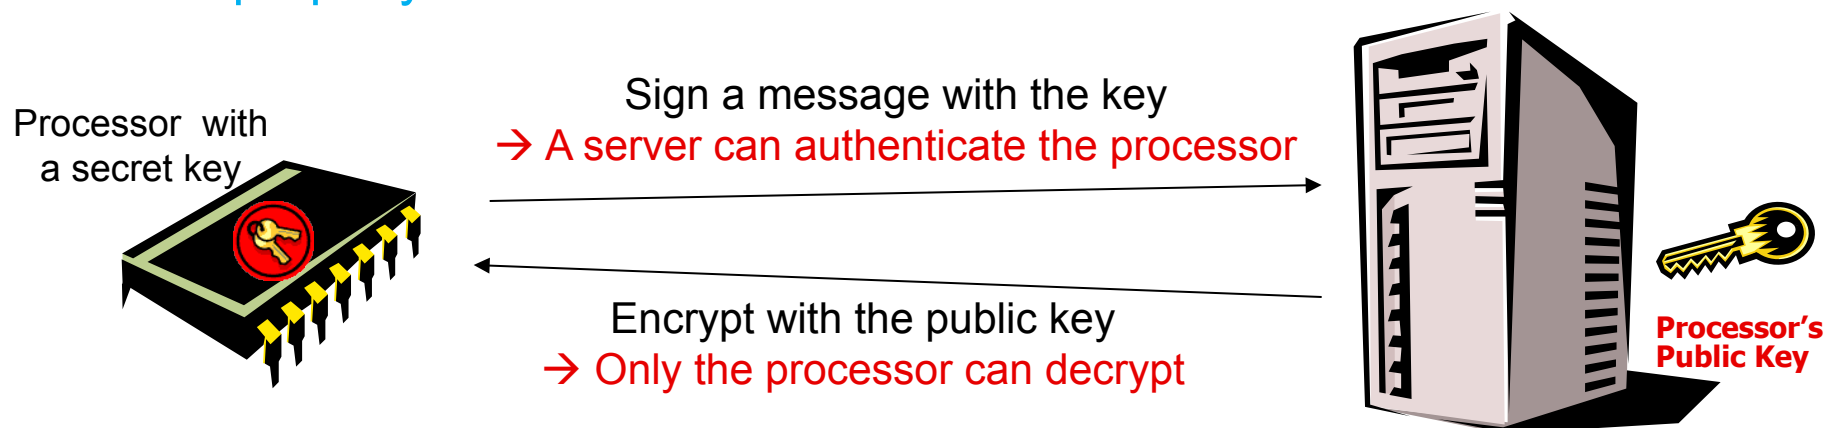 Processor with
a secret key
Sign a message with the key
→ A server can authenticate the processor
Encrypt with the public key
→ Only the processor can decrypt
Processor's
Public Key